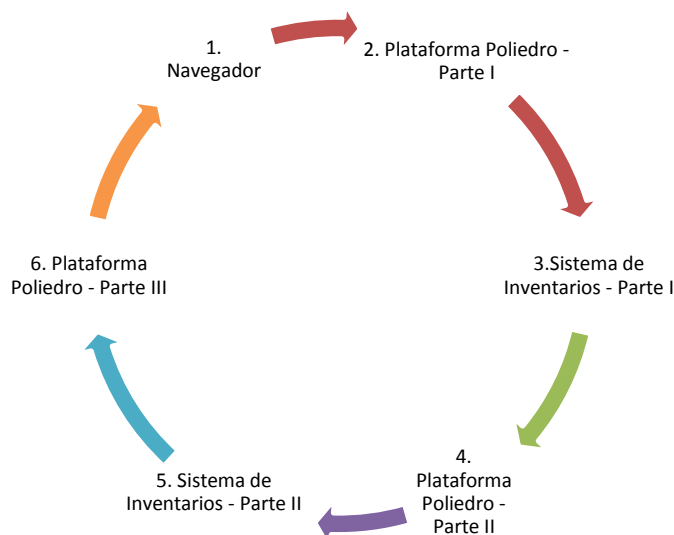 1.
Navegador
2. Plataforma Poliedro -
Parte I
3.Sistema de
Inventarios - Parte I
4.
Plataforma
Poliedro -
Parte II
5. Sistema de
Inventarios - Parte II
6. Plataforma
Poliedro - Parte III